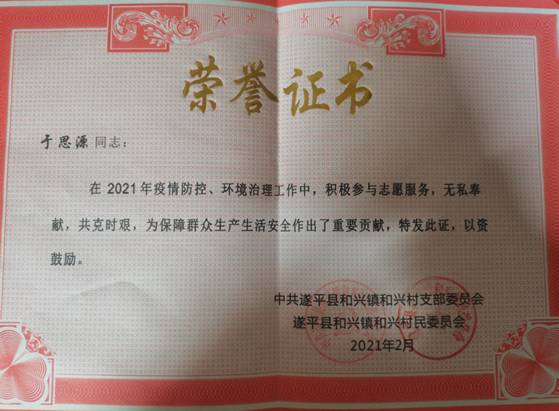 荣誉证书
于思源同志：
在2021年疫情防控、环境治理工作中，积极参与志愿服务，无私奉
献，共克时艰，为保障群众生产生活安全作出了重要贡献，特发此证，以资
鼓励。
中共遂平县和兴镇和兴村支部委员会
遂平县和兴镇和兴村民委员会
2021年2月